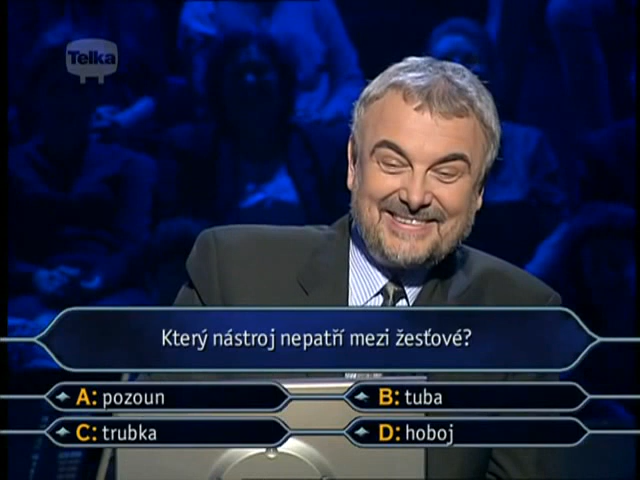 Telka
Který nástroj nepatří mezi žesťové?
A: pozoun
B: tuba
C: trubka
D: hoboj